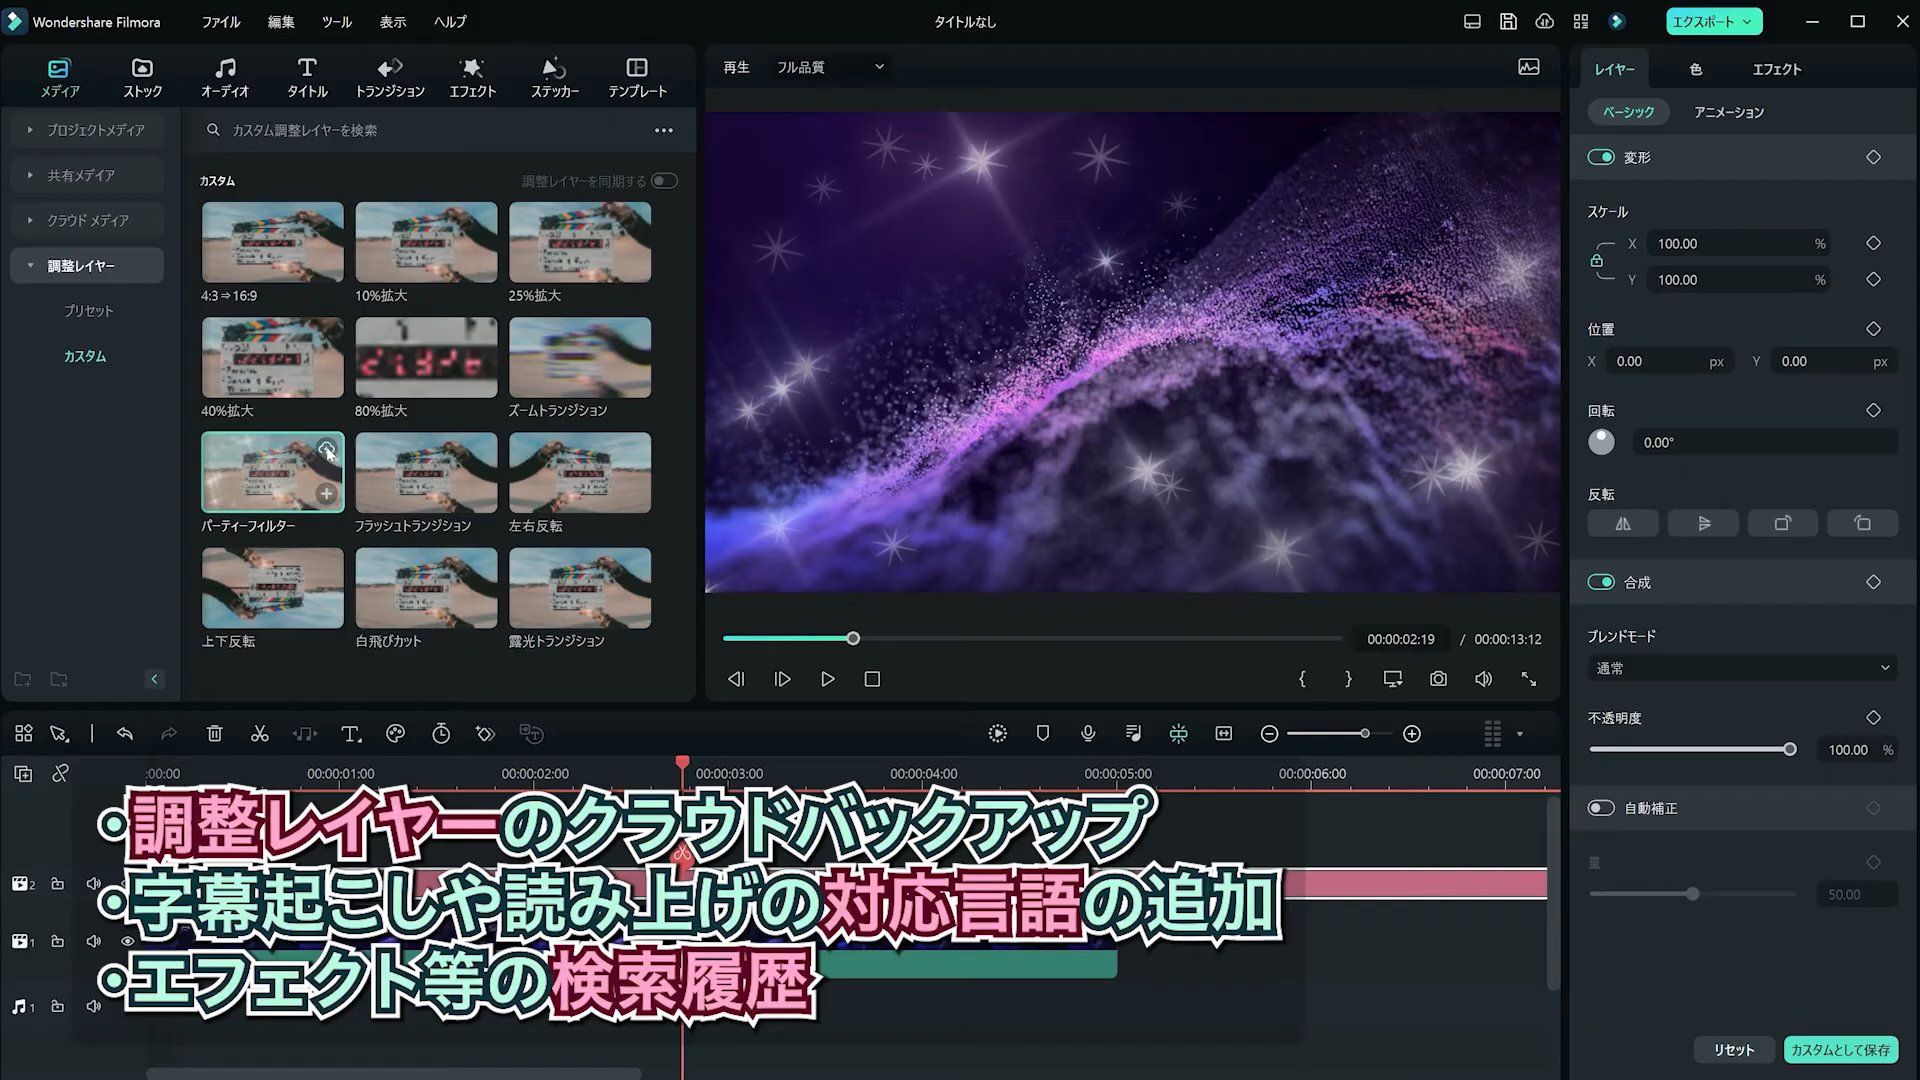 Wondershare Filmora ファイル 編集 ツール 表示 ヘルプ タイトルなし エクスポート
メディア ストック オーディオ タイトル トランジション エフェクト ステッカー テンプレート
プロジェクトメディア
共有メディア
クラウド メディア
調整レイヤー
プリセット
カスタム
カスタム調整レイヤーを検索
カスタム 調整レイヤーを同期する
4:3⇒16:9 10%拡大 25%拡大
40%拡大 80%拡大 ズームトランジション
パーティーフィルター フラッシュトランジション 左右反転
上下反転 白飛びカット 露光トランジション
再生 フル品質
00:00:02:19 / 00:00:13:12
レイヤー 色 エフェクト
ベーシック アニメーション
変形
スケール
X 100.00 %
Y 100.00 %
位置
X 0.00 px Y 0.00 px
回転
0.00°
反転
合成
ブレンドモード
通常
不透明度
100.00 %
自動補正
量
50.00
リセット カスタムとして保存
:00:00 00:00:01:00 00:00:02:00 00:00:03:00 00:00:04:00 00:00:05:00 00:00:06:00 00:00:07:00
2
1
1
・調整レイヤーのクラウドバックアップ
・字幕起こしや読み上げの対応言語の追加
・エフェクト等の検索履歴